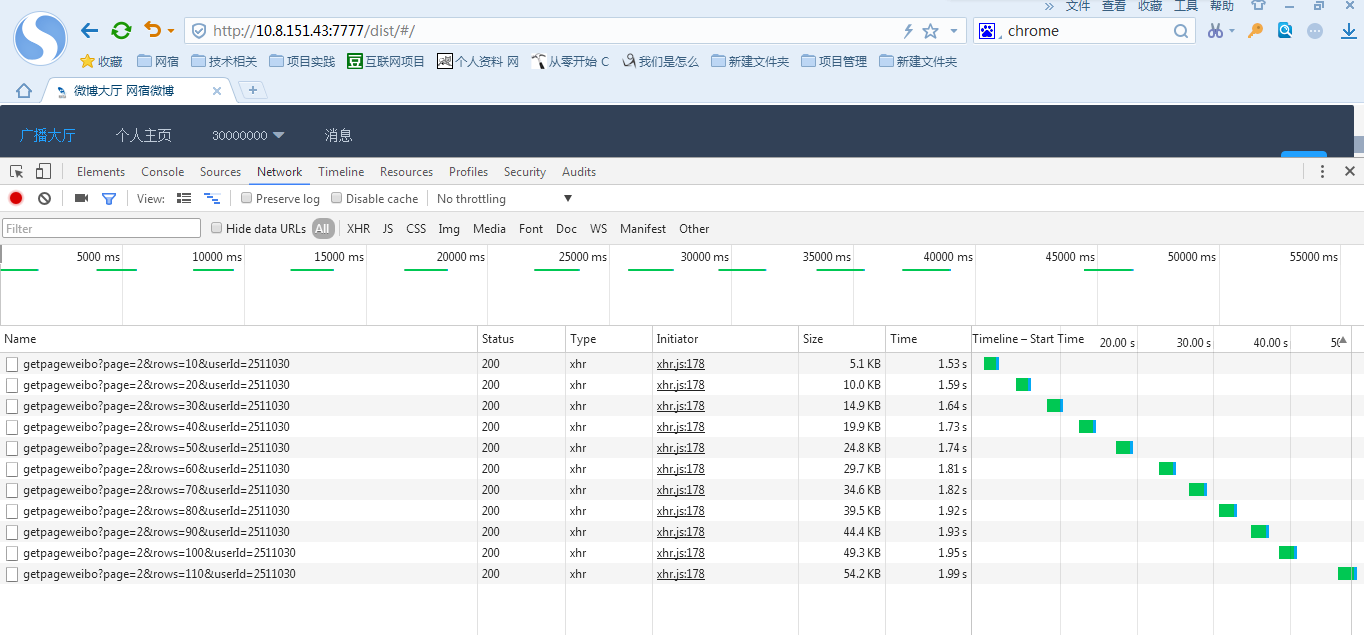 » 文件 查看 收藏 工具 帮助
http://10.8.151.43:7777/dist/#/ chrome
收藏 网宿 技术相关 项目实践 豆 互联网项目 个人资料 网 从零开始 C 我们是怎么 新建文件夹 项目管理 新建文件夹
微博大厅 网宿微博
广播大厅 个人主页 30000000 消息
Elements Console Sources Network Timeline Resources Profiles Security Audits
View: Preserve log Disable cache No throttling
Filter Hide data URLs All XHR JS CSS Img Media Font Doc WS Manifest Other
5000 ms 10000 ms 15000 ms 20000 ms 25000 ms 30000 ms 35000 ms 40000 ms 45000 ms 50000 ms 55000 ms
Name Status Type Initiator Size Time Timeline – Start Time 20.00 s 30.00 s 40.00 s
getpageweibo?page=2&rows=10&userId=2511030 200 xhr xhr.js:178 5.1 KB 1.53 s
getpageweibo?page=2&rows=20&userId=2511030 200 xhr xhr.js:178 10.0 KB 1.59 s
getpageweibo?page=2&rows=30&userId=2511030 200 xhr xhr.js:178 14.9 KB 1.64 s
getpageweibo?page=2&rows=40&userId=2511030 200 xhr xhr.js:178 19.9 KB 1.73 s
getpageweibo?page=2&rows=50&userId=2511030 200 xhr xhr.js:178 24.8 KB 1.74 s
getpageweibo?page=2&rows=60&userId=2511030 200 xhr xhr.js:178 29.7 KB 1.81 s
getpageweibo?page=2&rows=70&userId=2511030 200 xhr xhr.js:178 34.6 KB 1.82 s
getpageweibo?page=2&rows=80&userId=2511030 200 xhr xhr.js:178 39.5 KB 1.92 s
getpageweibo?page=2&rows=90&userId=2511030 200 xhr xhr.js:178 44.4 KB 1.93 s
getpageweibo?page=2&rows=100&userId=2511030 200 xhr xhr.js:178 49.3 KB 1.95 s
getpageweibo?page=2&rows=110&userId=2511030 200 xhr xhr.js:178 54.2 KB 1.99 s